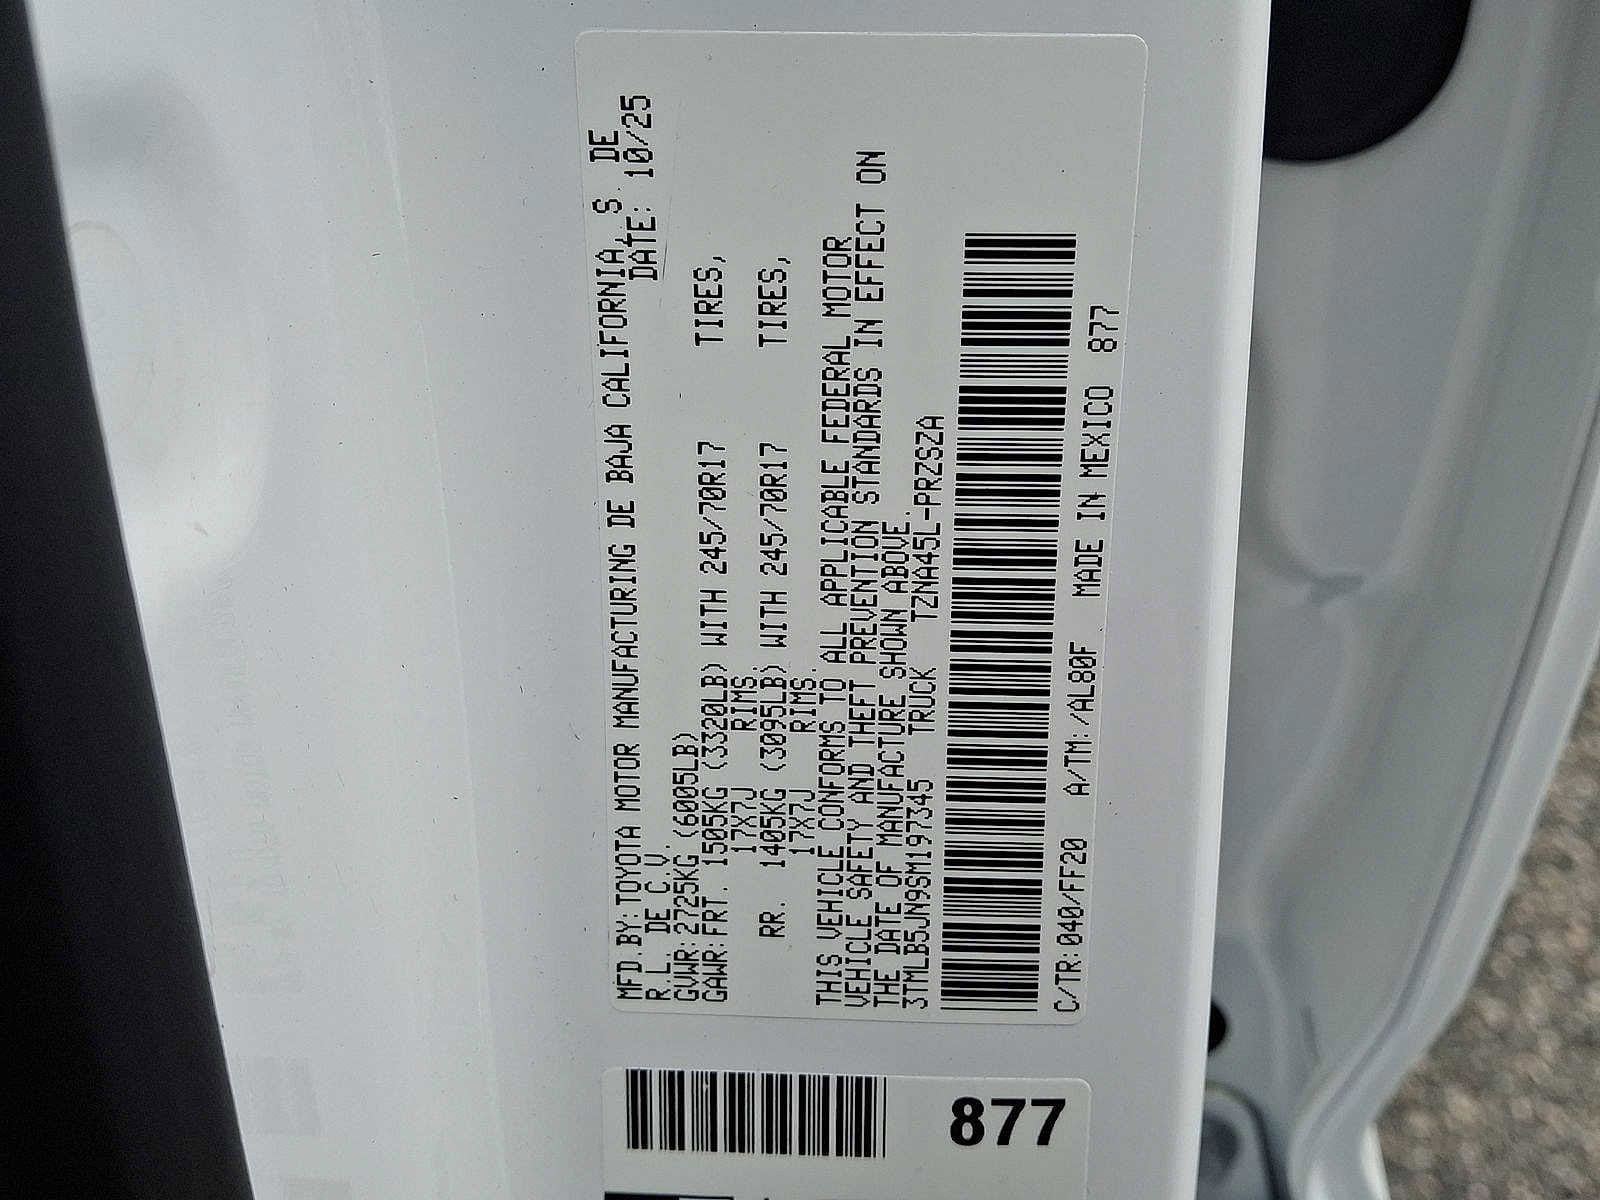 MFD.BY:TOYOTA MOTOR MANUFACTURING DE BAJA CALIFORNIA, S. DE
R.L. DE C.V. DATE: 10/25
GVWR:2725KG (6005LB)
GAWR:FRT. 1505KG (3320LB) WITH 245/70R17 TIRES,
17X7J RIMS.
RR. 1405KG (3095LB) WITH 245/70R17 TIRES,
17X7J RIMS.
THIS VEHICLE CONFORMS TO ALL APPLICABLE FEDERAL MOTOR
VEHICLE SAFETY AND THEFT PREVENTION STANDARDS IN EFFECT ON
THE DATE OF MANUFACTURE SHOWN ABOVE.
3TMLB5JN9SM197345 TRUCK TZNA45L-PRZSZA
C/TR:040/FF20 A/TM:/AL80F MADE IN MEXICO 877
877